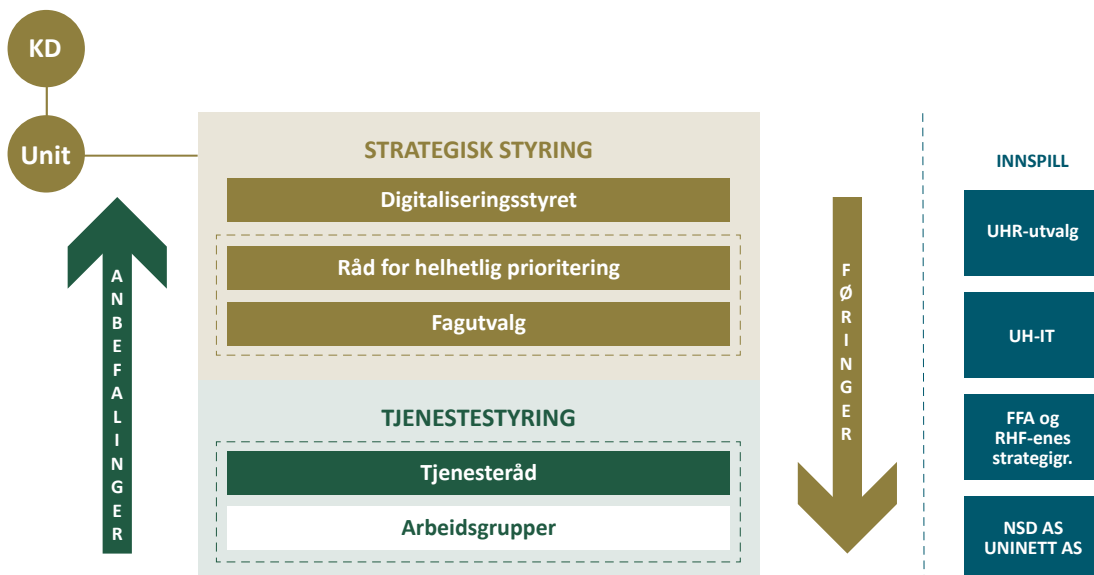 KD
Unit
STRATEGISK STYRING
Digitaliseringsstyret
Råd for helhetlig prioritering
Fagutvalg
TJENESTESTYRING
Tjenesteråd
Arbeidsgrupper
ANBEFALINGER
FØRINGER
INNSPILL
UHR-utvalg
UH-IT
FFA og
RHF-enes
strategigr.
NSD AS
UNINETT AS